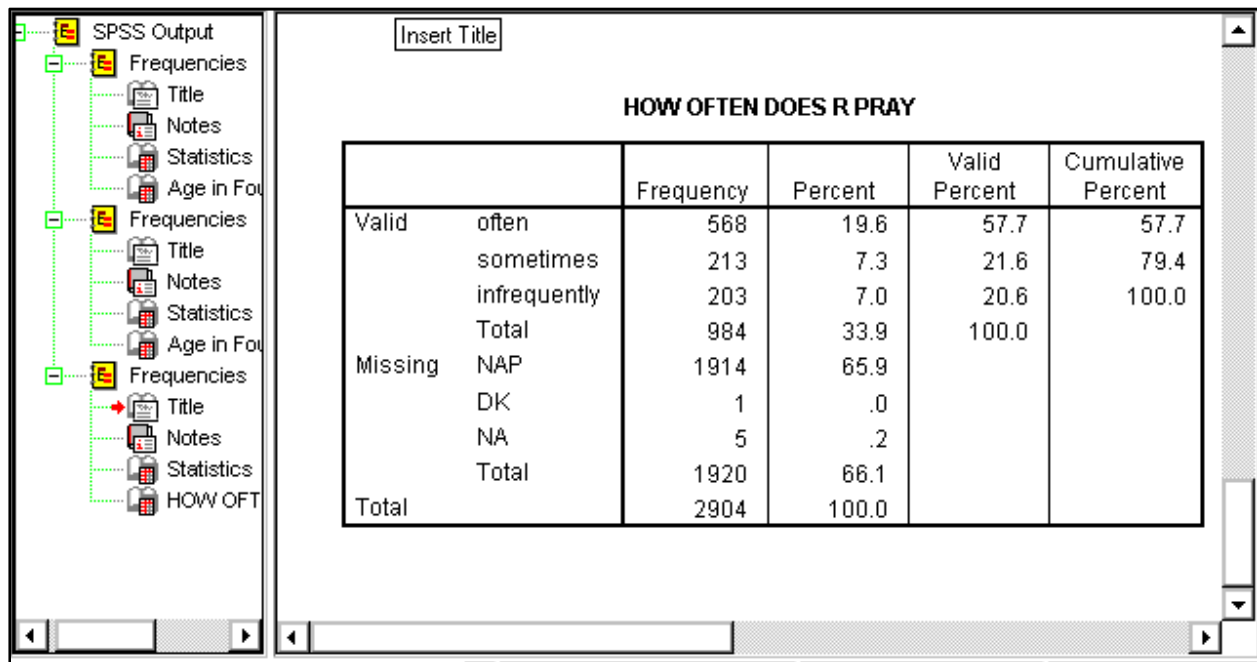 SPSS Output
Frequencies
Title
Notes
Statistics
Age in Fou
Frequencies
Title
Notes
Statistics
Age in Fou
Frequencies
Title
Notes
Statistics
HOW OFT
Insert Title
HOW OFTEN DOES R PRAY
Frequency Percent Valid Percent Cumulative Percent
Valid often 568 19.6 57.7 57.7
sometimes 213 7.3 21.6 79.4
infrequently 203 7.0 20.6 100.0
Total 984 33.9 100.0
Missing NAP 1914 65.9
DK 1 .0
NA 5 .2
Total 1920 66.1
Total 2904 100.0